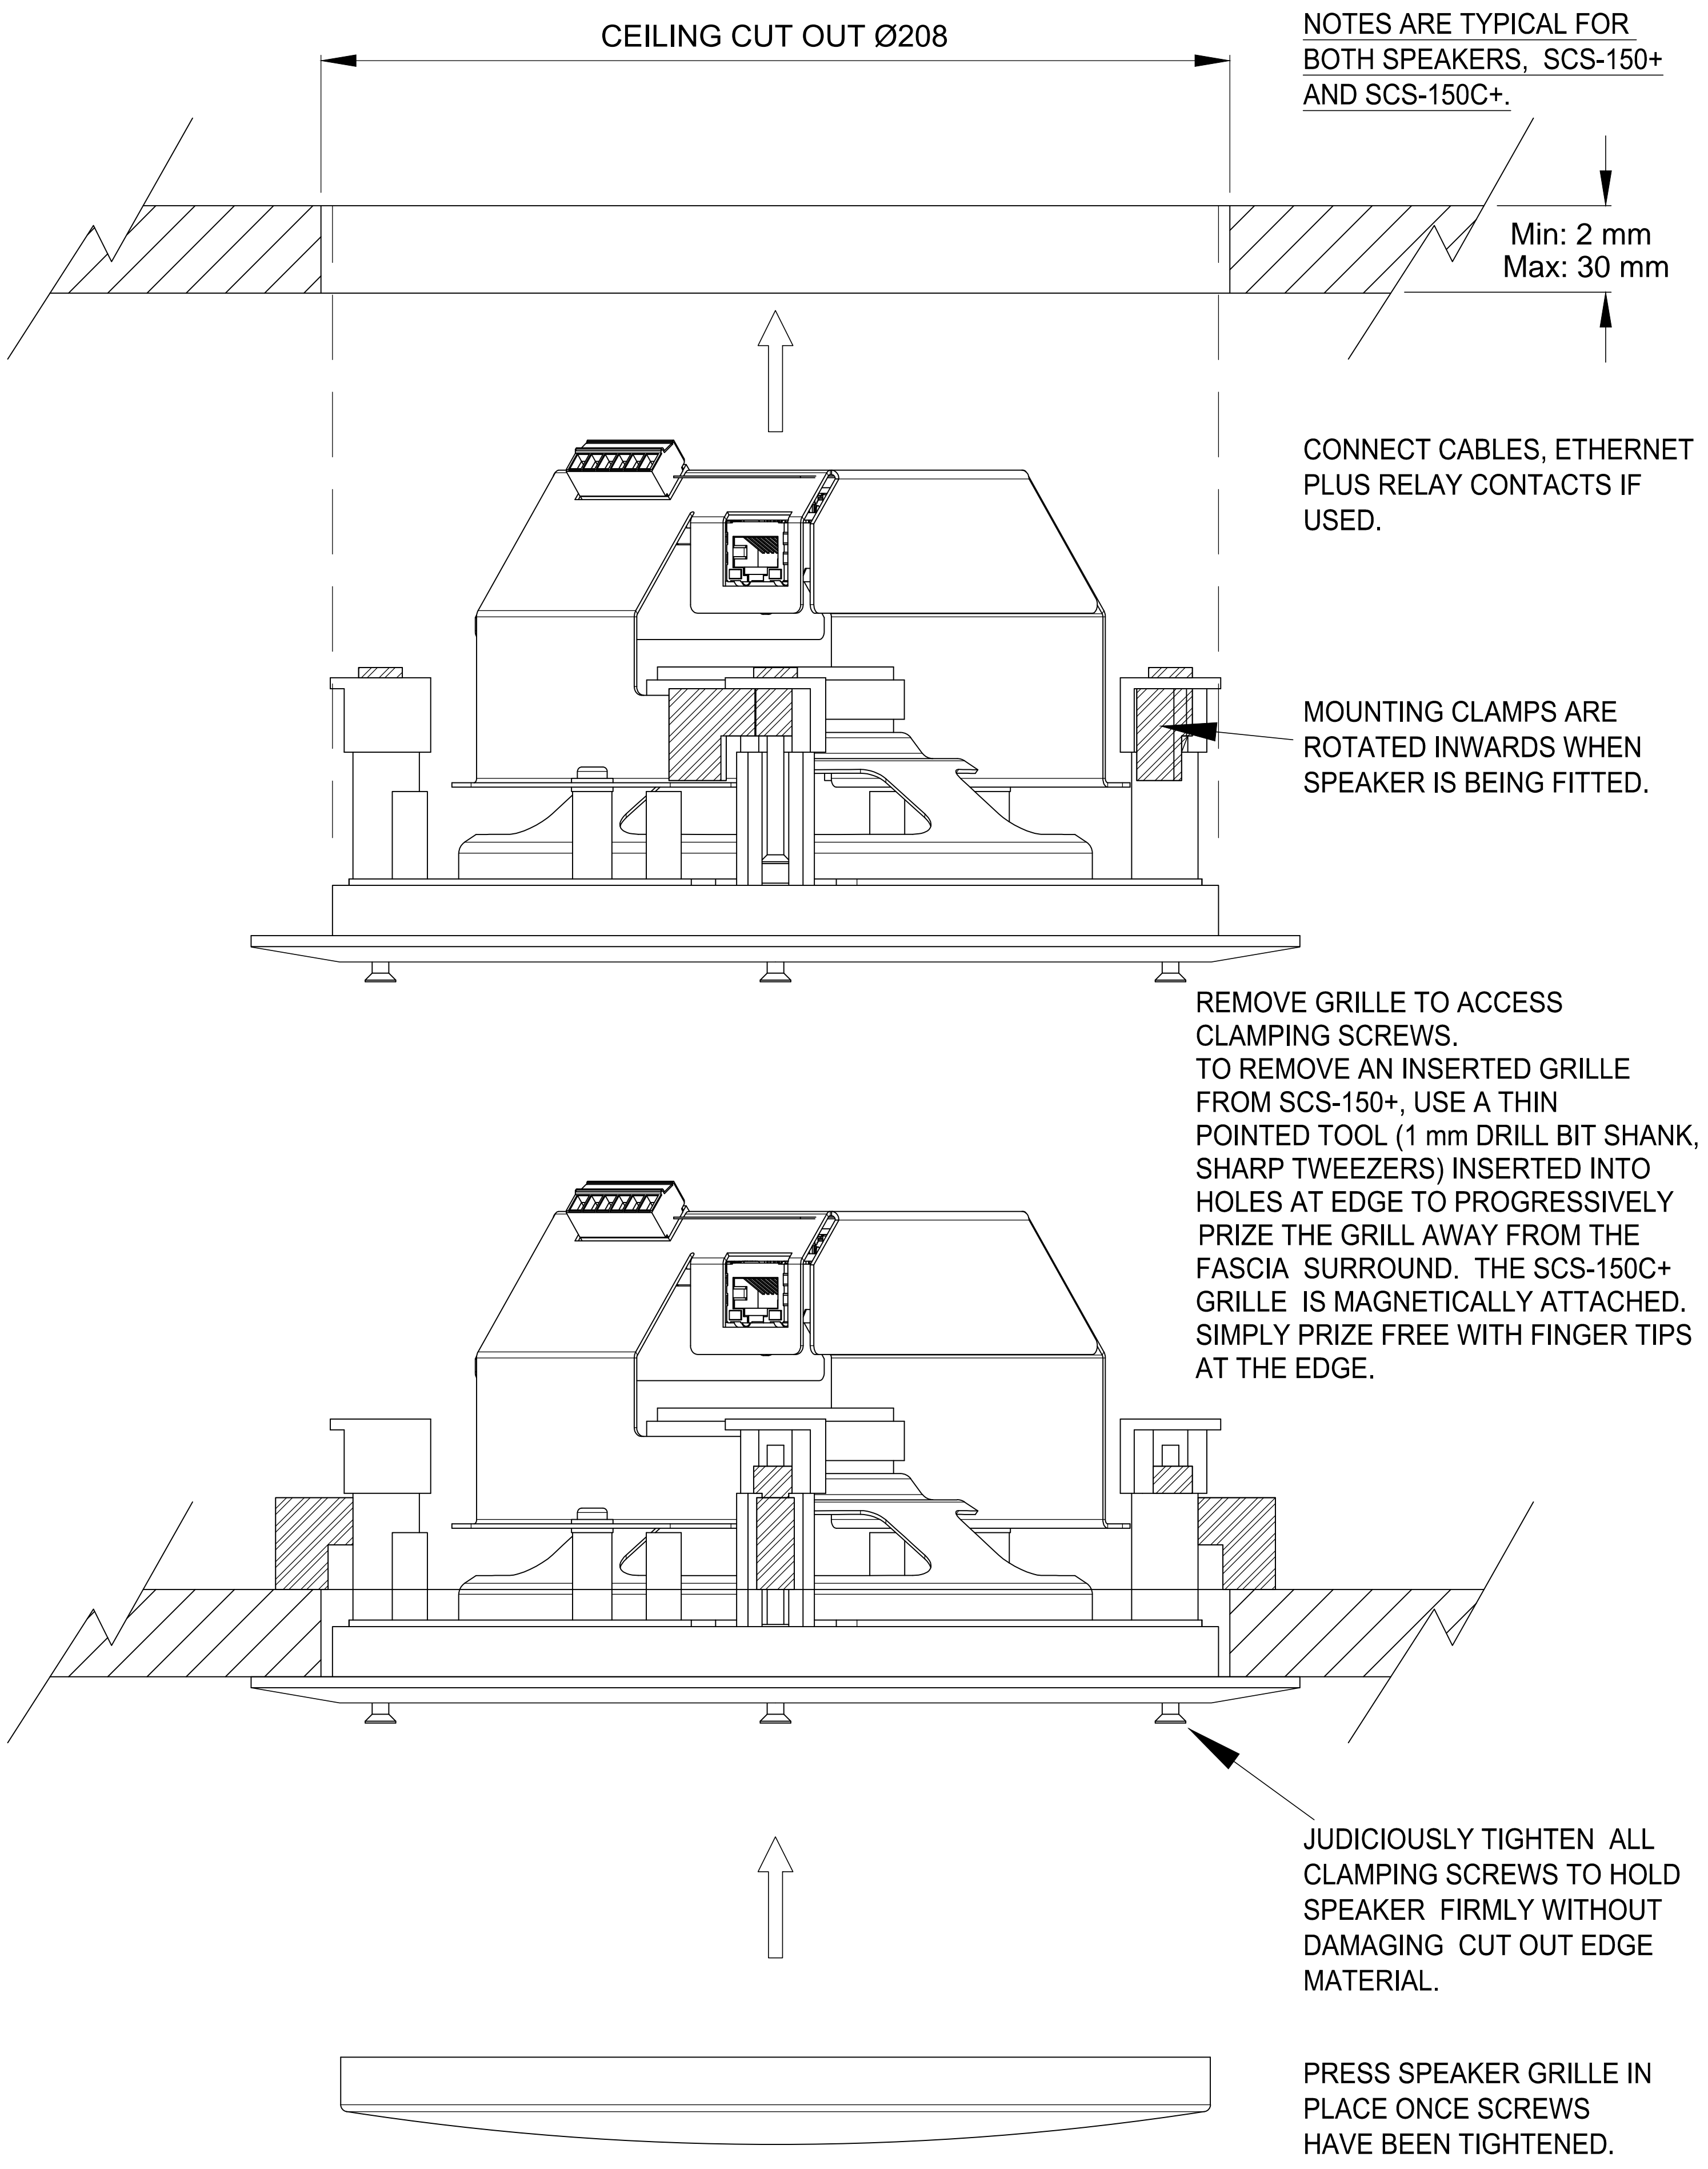 CEILING CUT OUT Ø208
NOTES ARE TYPICAL FOR
BOTH SPEAKERS, SCS-150+
AND SCS-150C+.
Min: 2 mm
Max: 30 mm
CONNECT CABLES, ETHERNET
PLUS RELAY CONTACTS IF
USED.
MOUNTING CLAMPS ARE
ROTATED INWARDS WHEN
SPEAKER IS BEING FITTED.
REMOVE GRILLE TO ACCESS
CLAMPING SCREWS.
TO REMOVE AN INSERTED GRILLE
FROM SCS-150+, USE A THIN
POINTED TOOL (1 mm DRILL BIT SHANK,
SHARP TWEEZERS) INSERTED INTO
HOLES AT EDGE TO PROGRESSIVELY
PRIZE THE GRILL AWAY FROM THE
FASCIA SURROUND. THE SCS-150C+
GRILLE IS MAGNETICALLY ATTACHED.
SIMPLY PRIZE FREE WITH FINGER TIPS
AT THE EDGE.
JUDICIOUSLY TIGHTEN ALL
CLAMPING SCREWS TO HOLD
SPEAKER FIRMLY WITHOUT
DAMAGING CUT OUT EDGE
MATERIAL.
PRESS SPEAKER GRILLE IN
PLACE ONCE SCREWS
HAVE BEEN TIGHTENED.